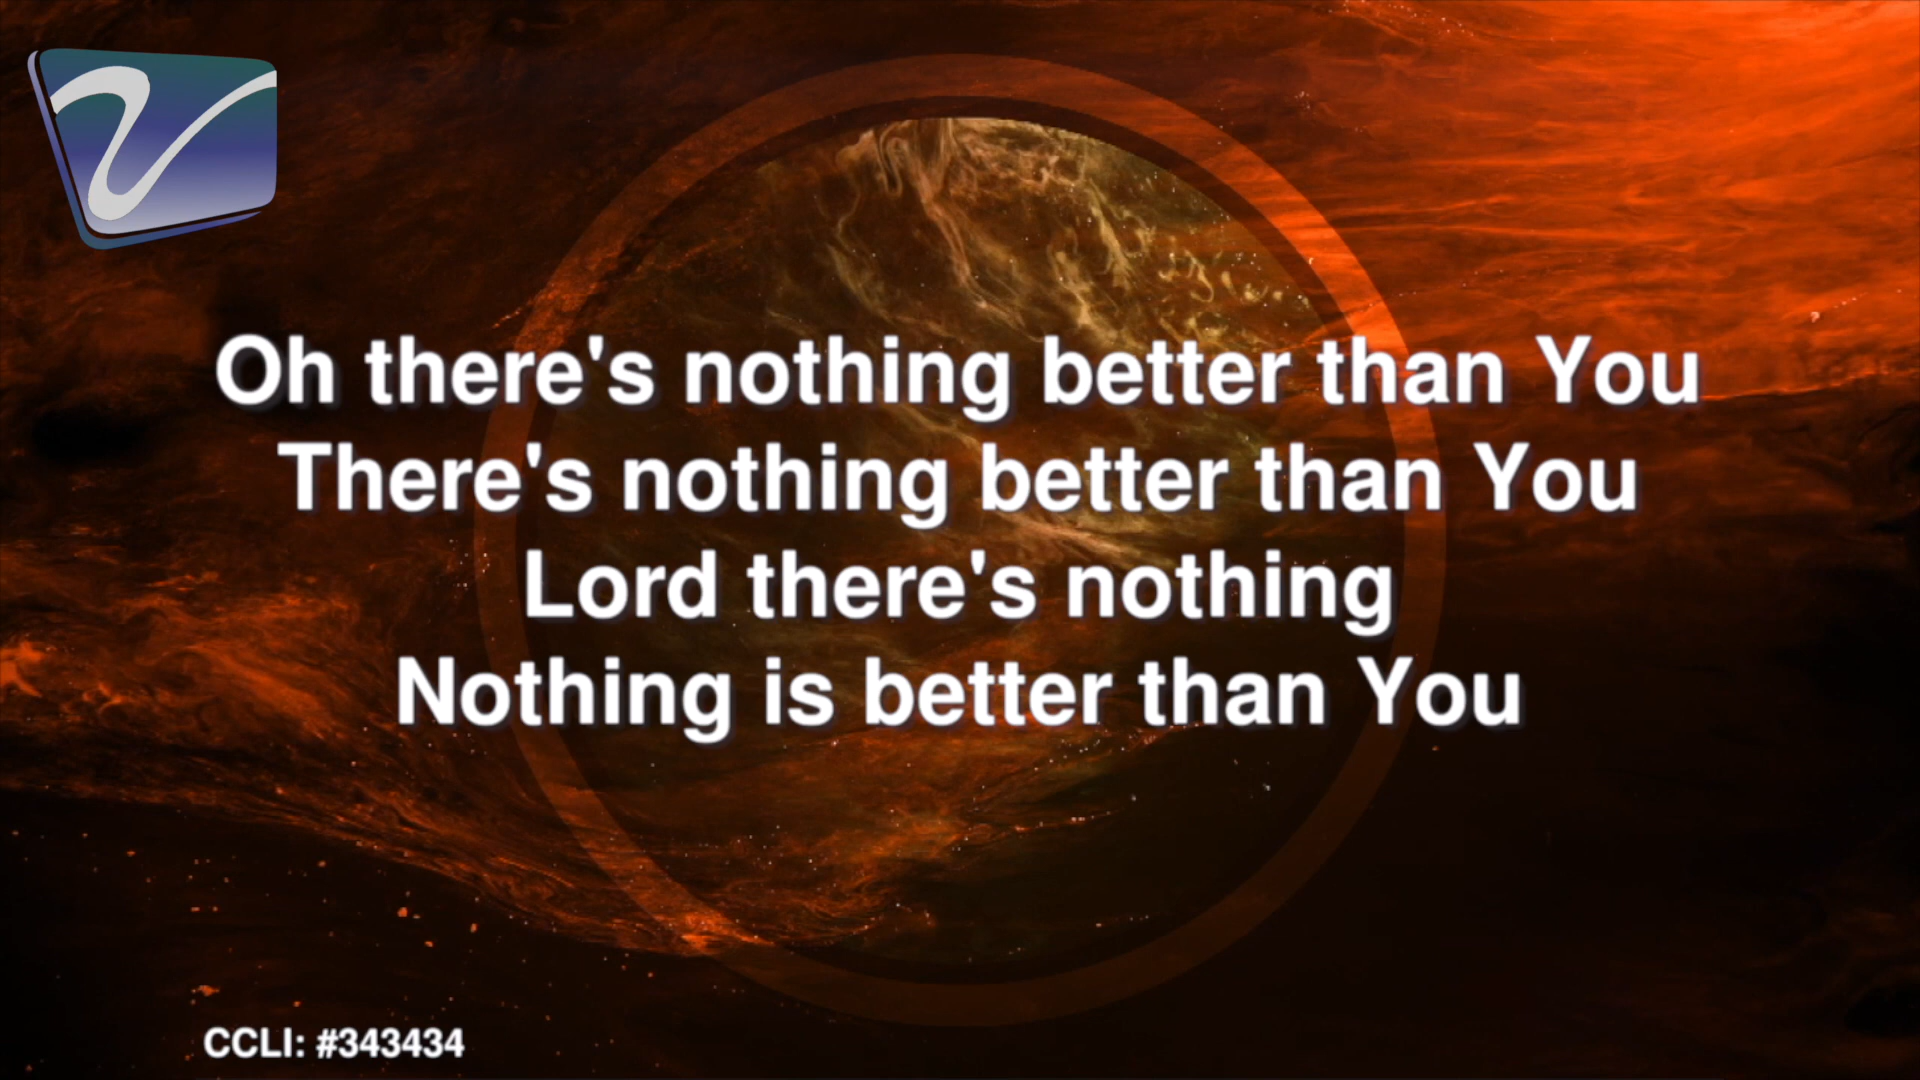 Oh there's nothing better than You
There's nothing better than You
Lord there's nothing
Nothing is better than You
CCLI: #343434